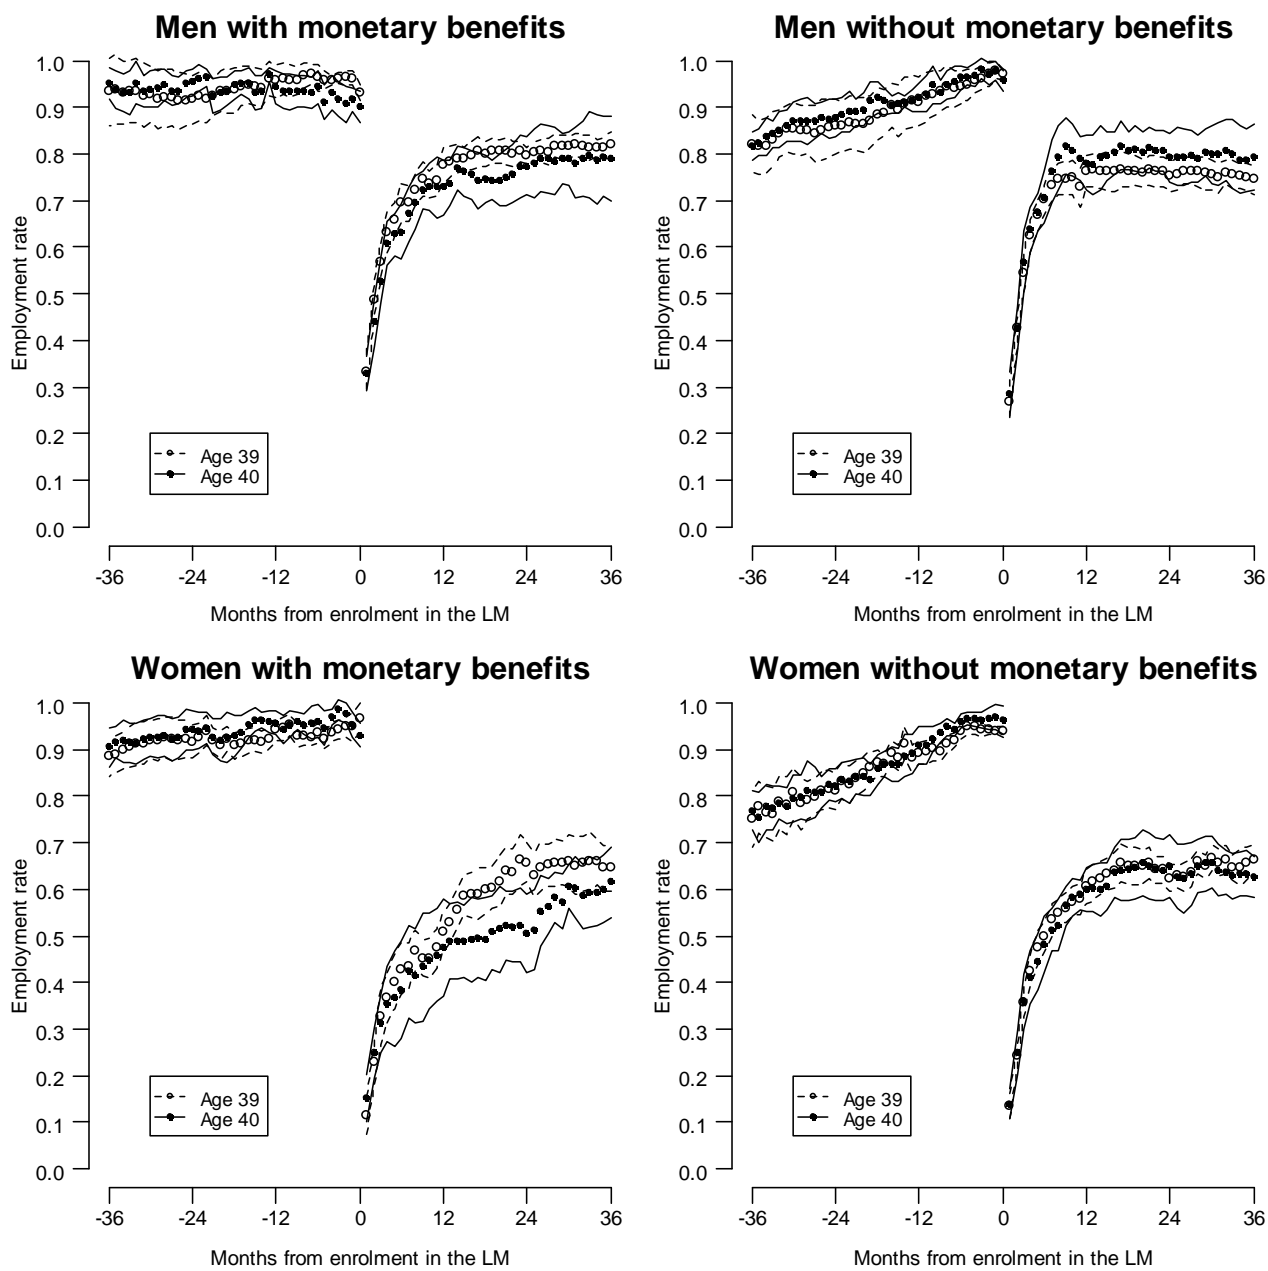 Men with monetary benefits
Employment rate
1.0
0.9
0.8
0.7
0.6
0.5
0.4
0.3
0.2
0.1
0.0
Age 39
Age 40
-36 -24 -12 0 12 24 36
Months from enrolment in the LM
Men without monetary benefits
Employment rate
1.0
0.9
0.8
0.7
0.6
0.5
0.4
0.3
0.2
0.1
0.0
Age 39
Age 40
-36 -24 -12 0 12 24 36
Months from enrolment in the LM
Women with monetary benefits
Employment rate
1.0
0.9
0.8
0.7
0.6
0.5
0.4
0.3
0.2
0.1
0.0
Age 39
Age 40
-36 -24 -12 0 12 24 36
Months from enrolment in the LM
Women without monetary benefits
Employment rate
1.0
0.9
0.8
0.7
0.6
0.5
0.4
0.3
0.2
0.1
0.0
Age 39
Age 40
-36 -24 -12 0 12 24 36
Months from enrolment in the LM